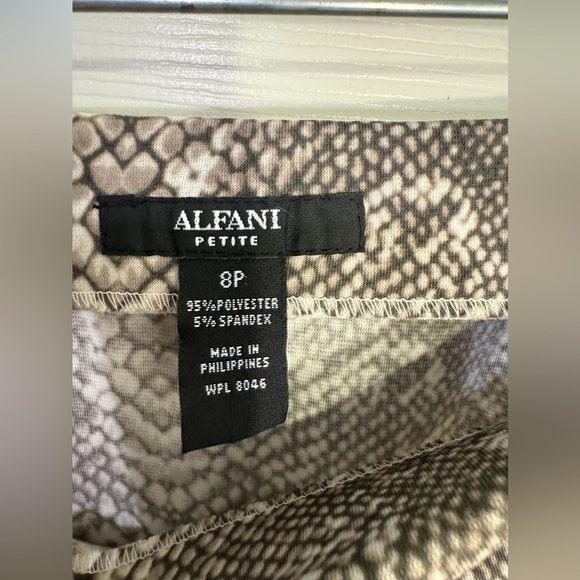 ALFANI
PETITE
8P
95% POLYESTER
5% SPANDEX
MADE IN
PHILIPPINES
WPL 8046